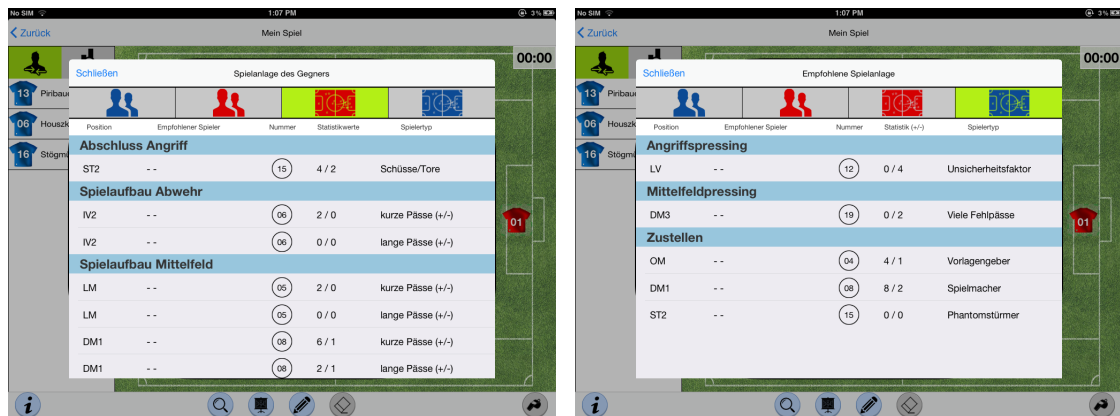 No SIM 1:07 PM 3 %
Zurück Mein Spiel
00:00
Schließen Spielanlage des Gegners
13 Piribau
06 Houszk
16 Stögm
01
Position Empfohlener Spieler Nummer Statistikwerte Spielertyp
Abschluss Angriff
ST2 - - 15 4 / 2 Schüsse/Tore
Spielaufbau Abwehr
IV2 - - 06 2 / 0 kurze Pässe (+/-)
IV2 - - 06 0 / 0 lange Pässe (+/-)
Spielaufbau Mittelfeld
LM - - 05 2 / 0 kurze Pässe (+/-)
LM - - 05 0 / 0 lange Pässe (+/-)
DM1 - - 08 6 / 1 kurze Pässe (+/-)
DM1 - - 08 2 / 1 lange Pässe (+/-)
i
No SIM 1:07 PM 3 %
Zurück Mein Spiel
00:00
Schließen Empfohlene Spielanlage
13 Piribau
06 Houszk
16 Stögm
01
Position Empfohlener Spieler Nummer Statistik (+/-) Spielertyp
Angriffspressing
LV - - 12 0 / 4 Unsicherheitsfaktor
Mittelfeldpressing
DM3 - - 19 0 / 2 Viele Fehlpässe
Zustellen
OM - - 04 4 / 1 Vorlagengeber
DM1 - - 08 8 / 2 Spielmacher
ST2 - - 15 0 / 0 Phantomstürmer
i